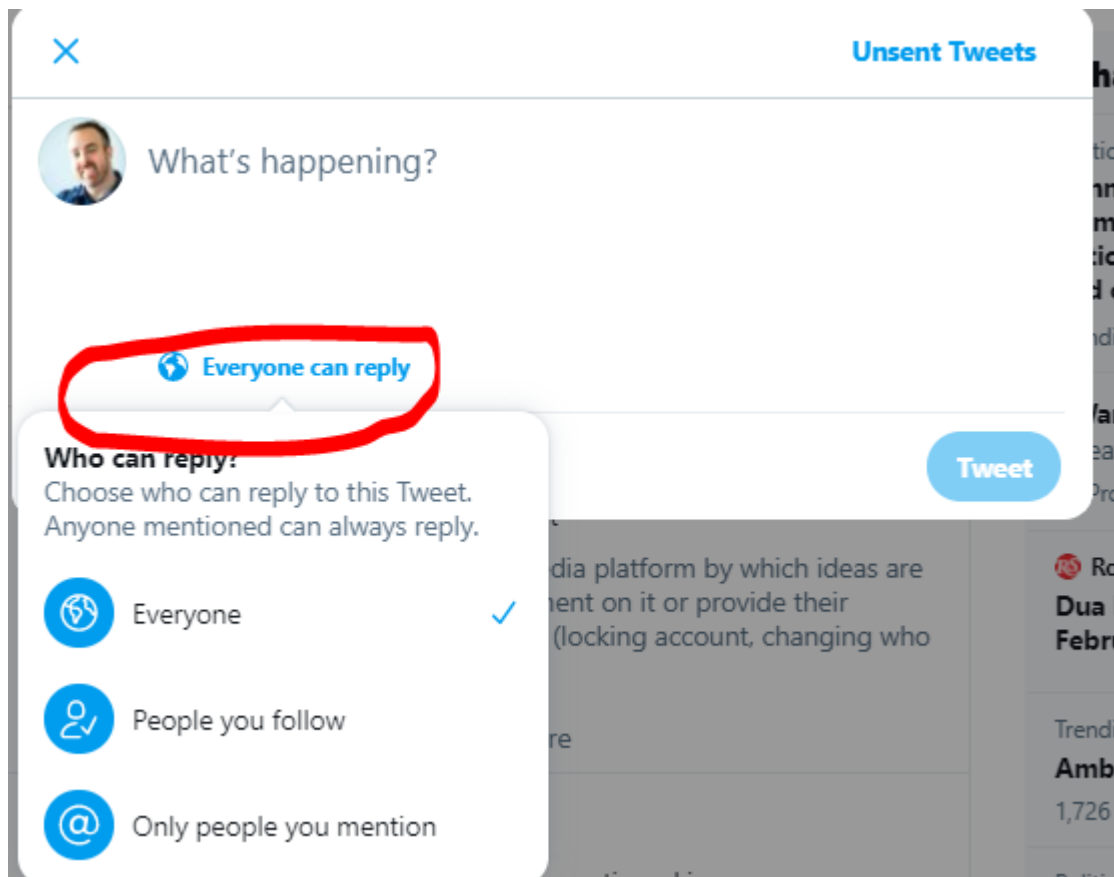 Unsent Tweets
What's happening?
Everyone can reply
Who can reply?
Choose who can reply to this Tweet.
Anyone mentioned can always reply.
Everyone
People you follow
Only people you mention
Tweet
dia platform by which ideas are
ent on it or provide their
(locking account, changing who
re
Dua
Febru
Trendi
Amb
1,726